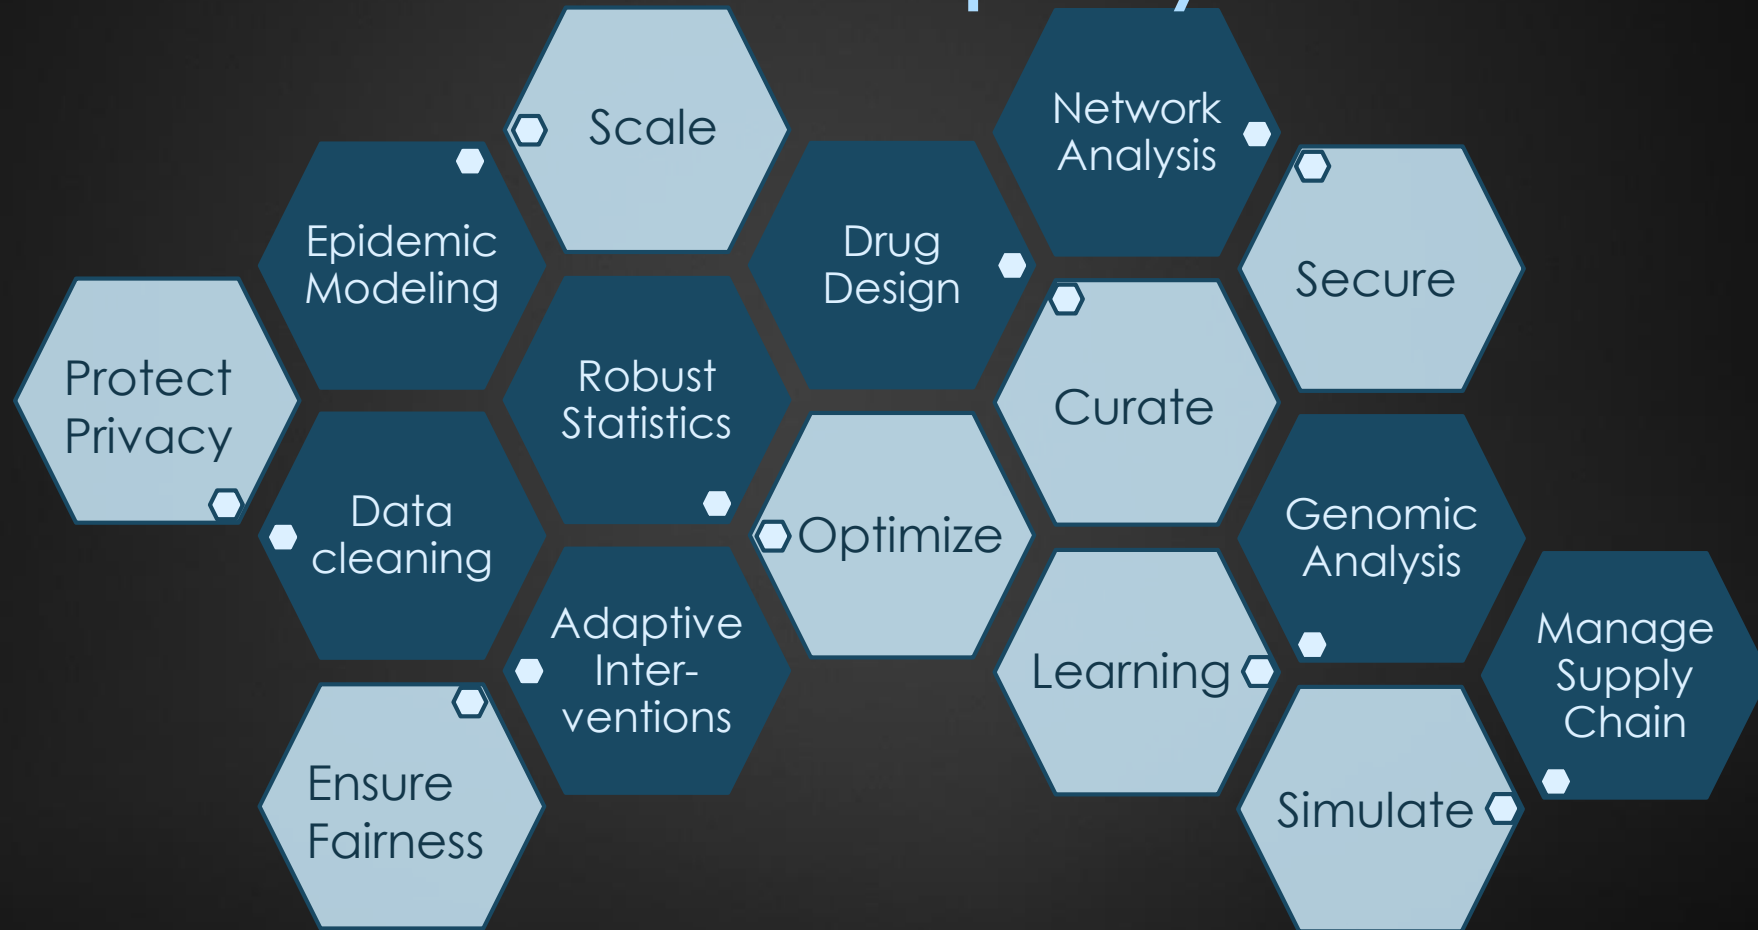 Scale
Network
Analysis
Epidemic
Modeling
Drug
Design
Secure
Protect
Privacy
Robust
Statistics
Curate
Data
cleaning
Optimize
Genomic
Analysis
Adaptive
Inter-
ventions
Learning
Manage
Supply
Chain
Ensure
Fairness
Simulate